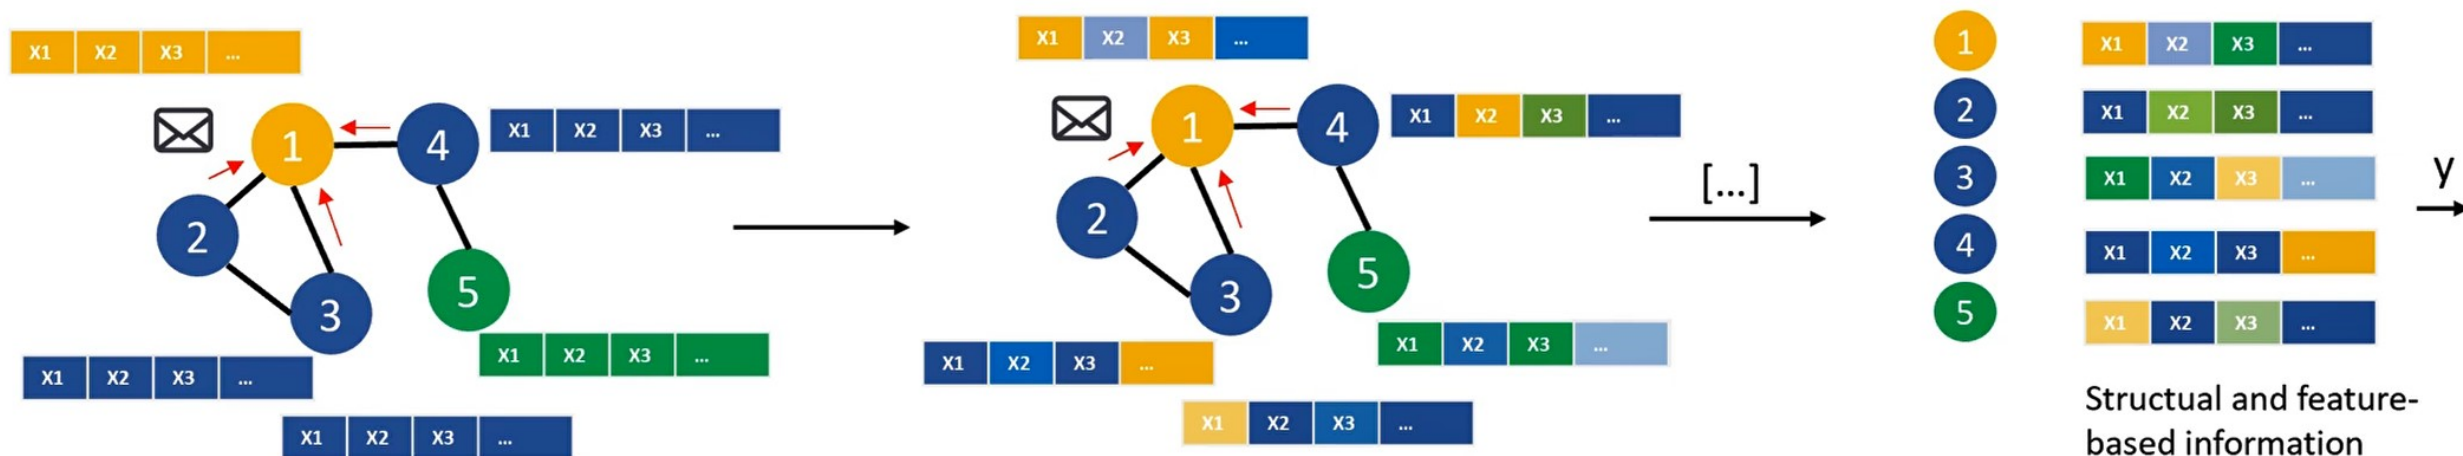 X1 X2 X3 ...
1
4
X1 X2 X3 ...
2
3
5
X1 X2 X3 ...
X1 X2 X3 ...
X1 X2 X3 ...
X1 X2 X3 ...
1
4
X1 X2 X3 ...
2
3
5
X1 X2 X3 ...
X1 X2 X3 ...
X1 X2 X3 ...
[...]
1 X1 X2 X3 ...
2 X1 X2 X3 ...
3 X1 X2 X3 ...
4 X1 X2 X3 ...
5 X1 X2 X3 ...
y
Structual and feature-
based information